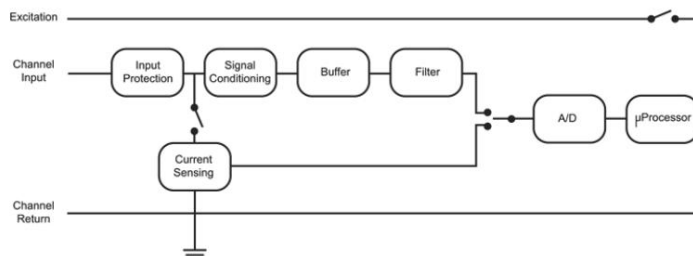 Excitation
Channel
Input
Input
Protection
Signal
Conditioning
Buffer
Filter
A/D
µProcessor
Current
Sensing
Channel
Return